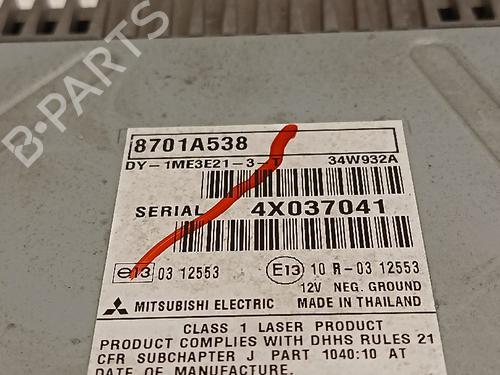 B-PARTS
8701A538
DY-1ME3E21-3-T 34W932A
SERIAL 4X037041
e13 03 12553 E13 10 R-03 12553
12V NEG. GROUND
MITSUBISHI ELECTRIC MADE IN THAILAND
CLASS 1 LASER PRODUCT
PRODUCT COMPLIES WITH DHHS RULES 21
CFR SUBCHAPTER J PART 1040:10 AT
DATE OF MANUFACTURE.